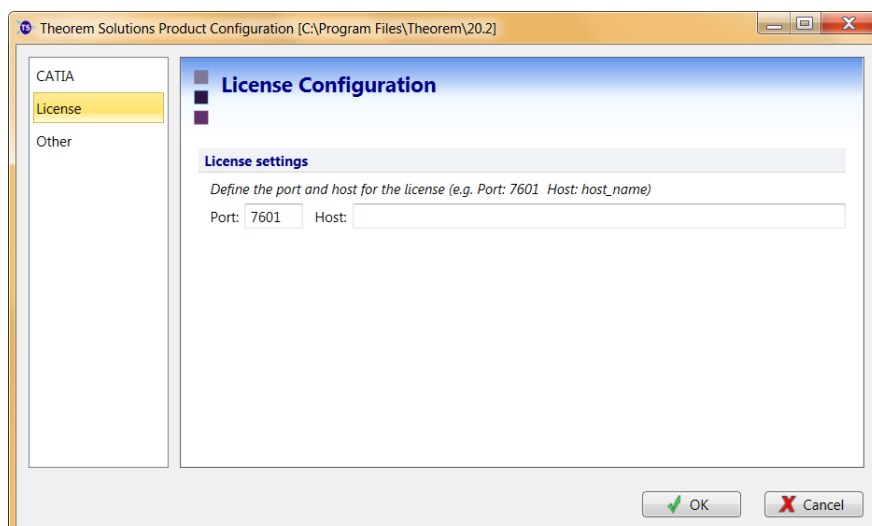 TS Theorem Solutions Product Configuration [C:\Program Files\Theorem\20.2]
CATIA
License
Other
License Configuration
License settings
Define the port and host for the license (e.g. Port: 7601 Host: host_name)
Port: 7601 Host:
OK Cancel